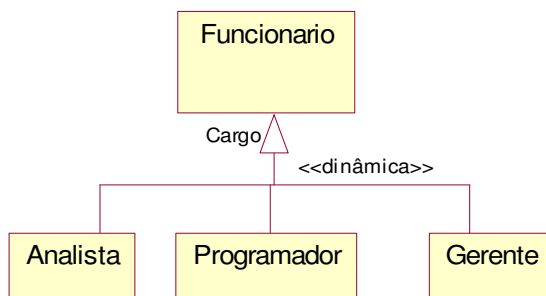 Funcionario
Cargo
<<dinâmica>>
Analista
Programador
Gerente